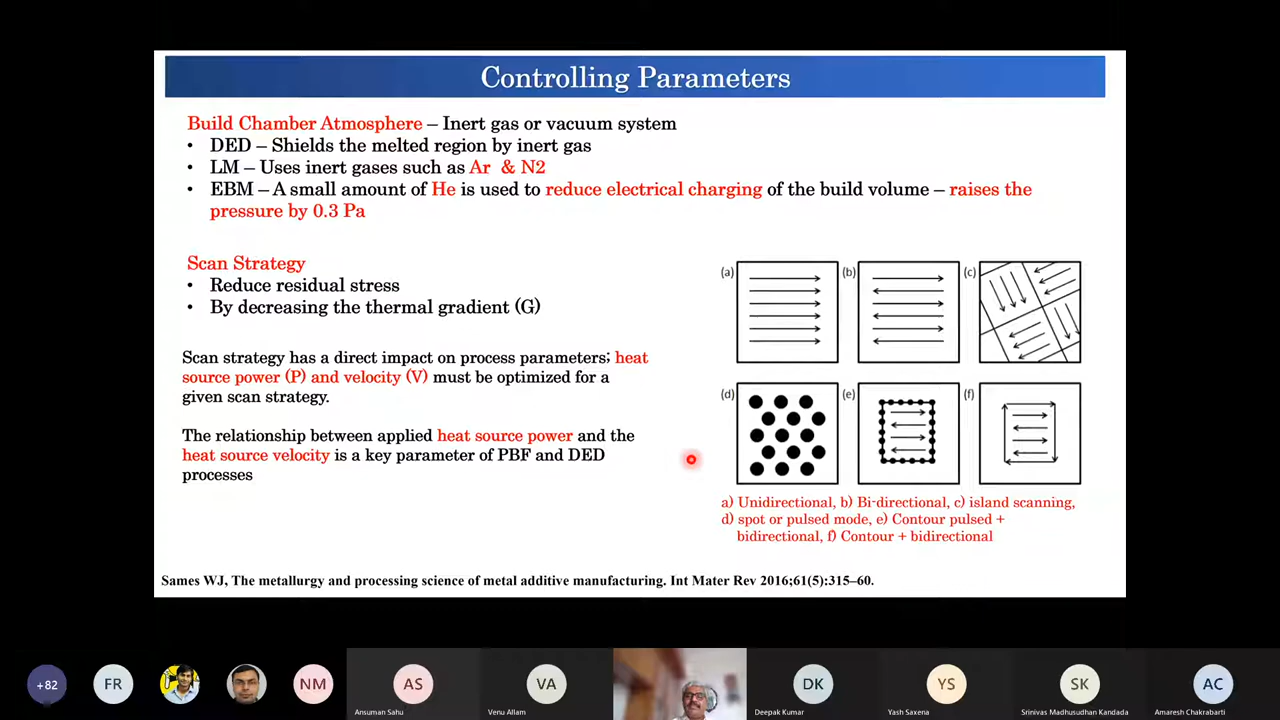 Controlling Parameters
Build Chamber Atmosphere – Inert gas or vacuum system
• DED – Shields the melted region by inert gas
• LM – Uses inert gases such as Ar & N2
• EBM – A small amount of He is used to reduce electrical charging of the build volume – raises the
pressure by 0.3 Pa
Scan Strategy
• Reduce residual stress
• By decreasing the thermal gradient (G)
Scan strategy has a direct impact on process parameters; heat
source power (P) and velocity (V) must be optimized for a
given scan strategy.
The relationship between applied heat source power and the
heat source velocity is a key parameter of PBF and DED
processes
(a) (b) (c)
(d) (e) (f)
a) Unidirectional, b) Bi-directional, c) island scanning,
d) spot or pulsed mode, e) Contour pulsed +
bidirectional, f) Contour + bidirectional
Sames WJ, The metallurgy and processing science of metal additive manufacturing. Int Mater Rev 2016;61(5):315–60.
+82 FR NM AS VA DK YS SK AC
Ansuman Sahu Venu Allam Deepak Kumar Yash Saxena Srinivas Madhusudhan Kandada Amaresh Chakrabarti